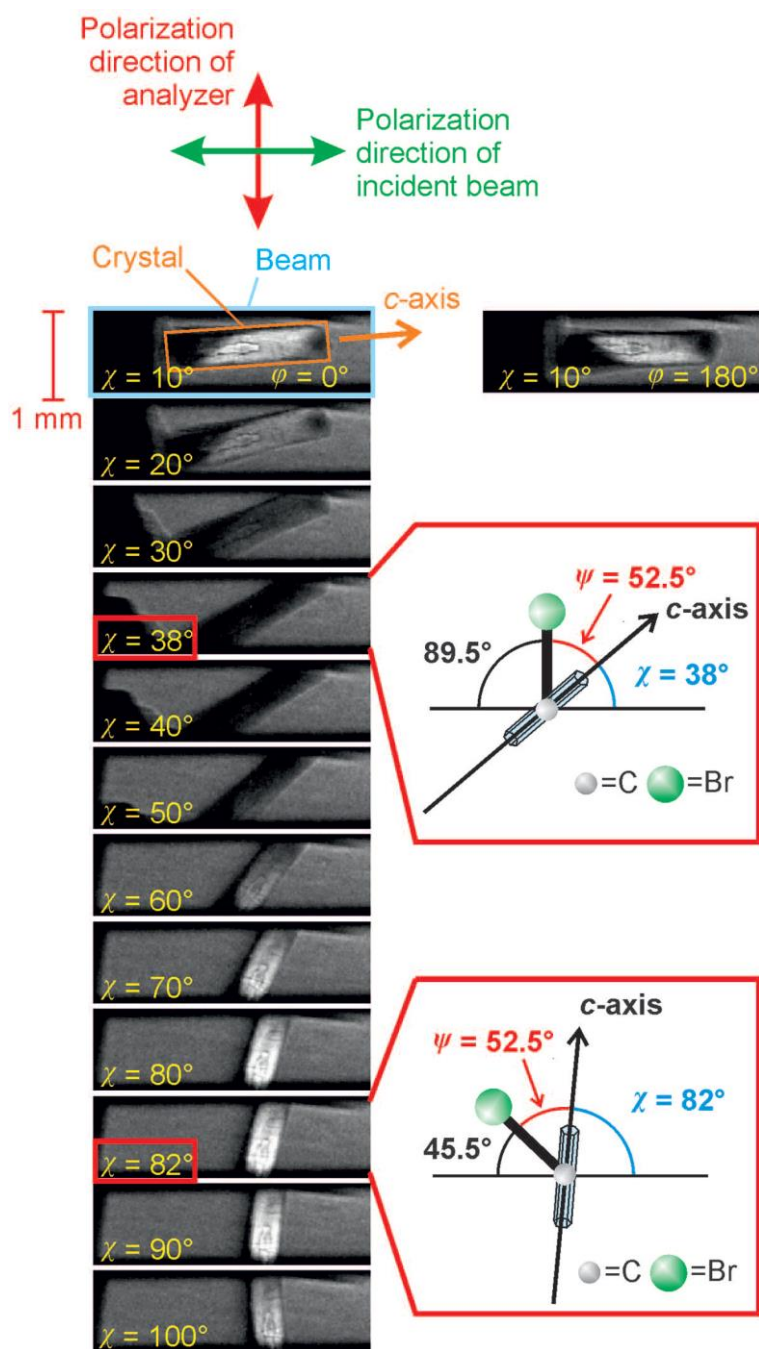 Polarization
direction of
analyzer
Polarization
direction of
incident beam
Crystal
Beam
c-axis
χ = 10°
φ = 0°
χ = 10°
φ = 180°
1 mm
χ = 20°
χ = 30°
χ = 38°
χ = 40°
χ = 50°
χ = 60°
χ = 70°
χ = 80°
χ = 82°
χ = 90°
χ = 100°
ψ = 52.5°
c-axis
89.5°
χ = 38°
=C =Br
c-axis
ψ = 52.5°
χ = 82°
45.5°
=C =Br